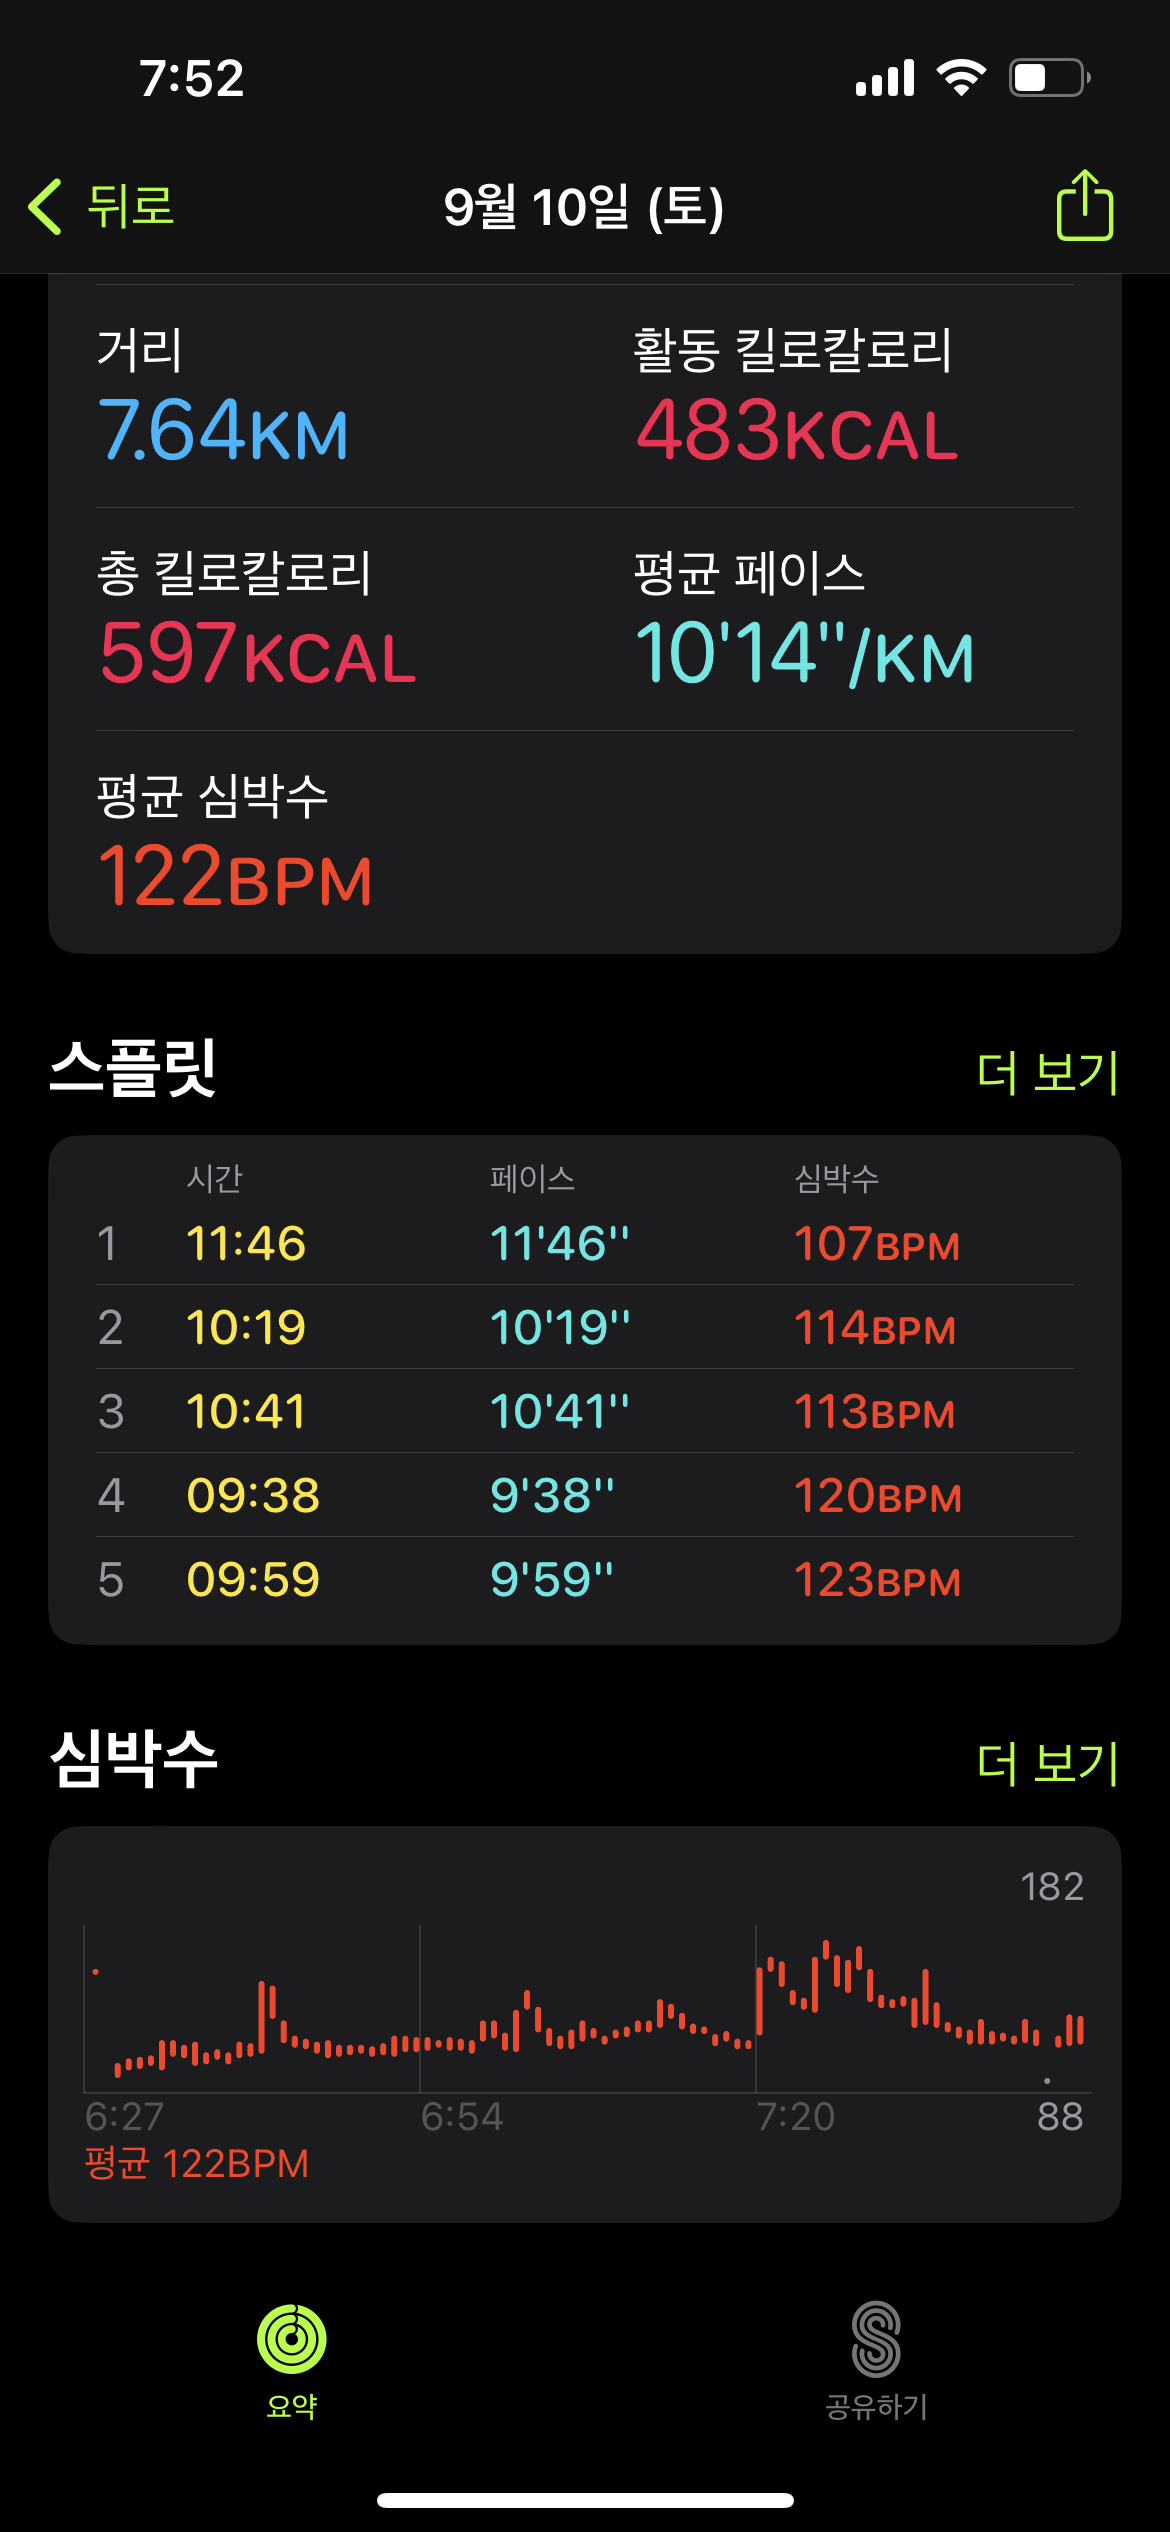 7:52
뒤로 9월 10일 (토)
거리 활동 킬로칼로리
7.64KM 483KCAL
총 킬로칼로리 평균 페이스
597KCAL 10'14"/KM
평균 심박수
122BPM
스플릿 더 보기
시간 페이스 심박수
1 11:46 11'46'' 107BPM
2 10:19 10'19'' 114BPM
3 10:41 10'41'' 113BPM
4 09:38 9'38'' 120BPM
5 09:59 9'59'' 123BPM
심박수 더 보기
182
6:27 6:54 7:20 88
평균 122BPM
요약 공유하기